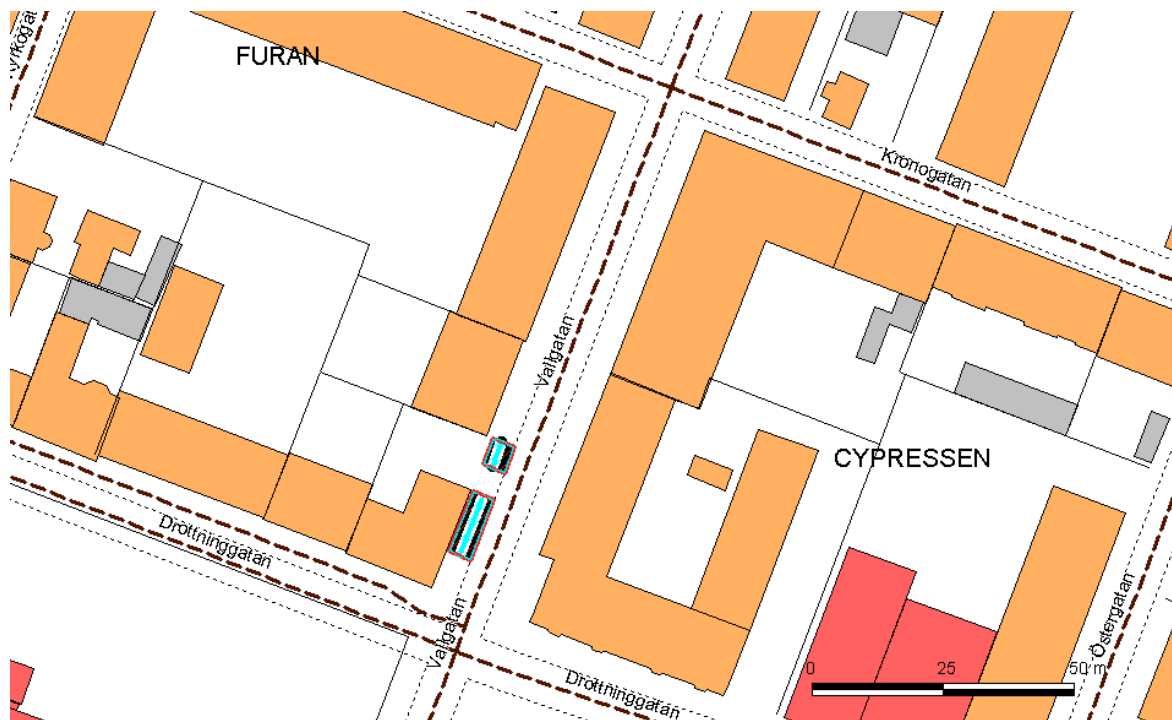 FURAN
Kronogatan
Vallgatan
CYPRESSEN
Drottninggatan
Vallgatan
Drottninggatan
Östergatan
0 25 50 m